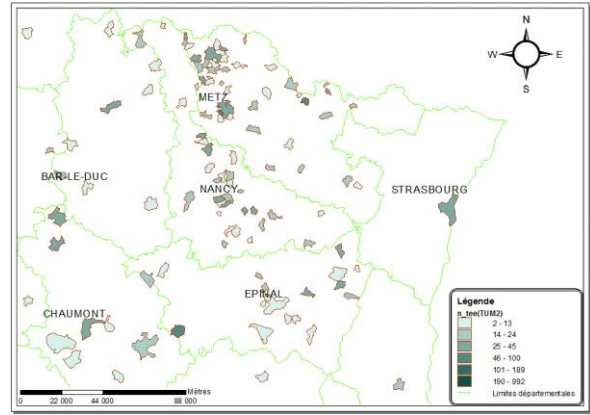 N
W E
S
METZ
BAR-LE-DUC
NANCY
STRASBOURG
EPINAL
CHAUMONT
Légende
n_tee(TUM2)
2 - 13
14 - 24
25 - 45
46 - 100
101 - 189
190 - 992
Limites départementales
Mètres
0 22 000 44 000 88 000